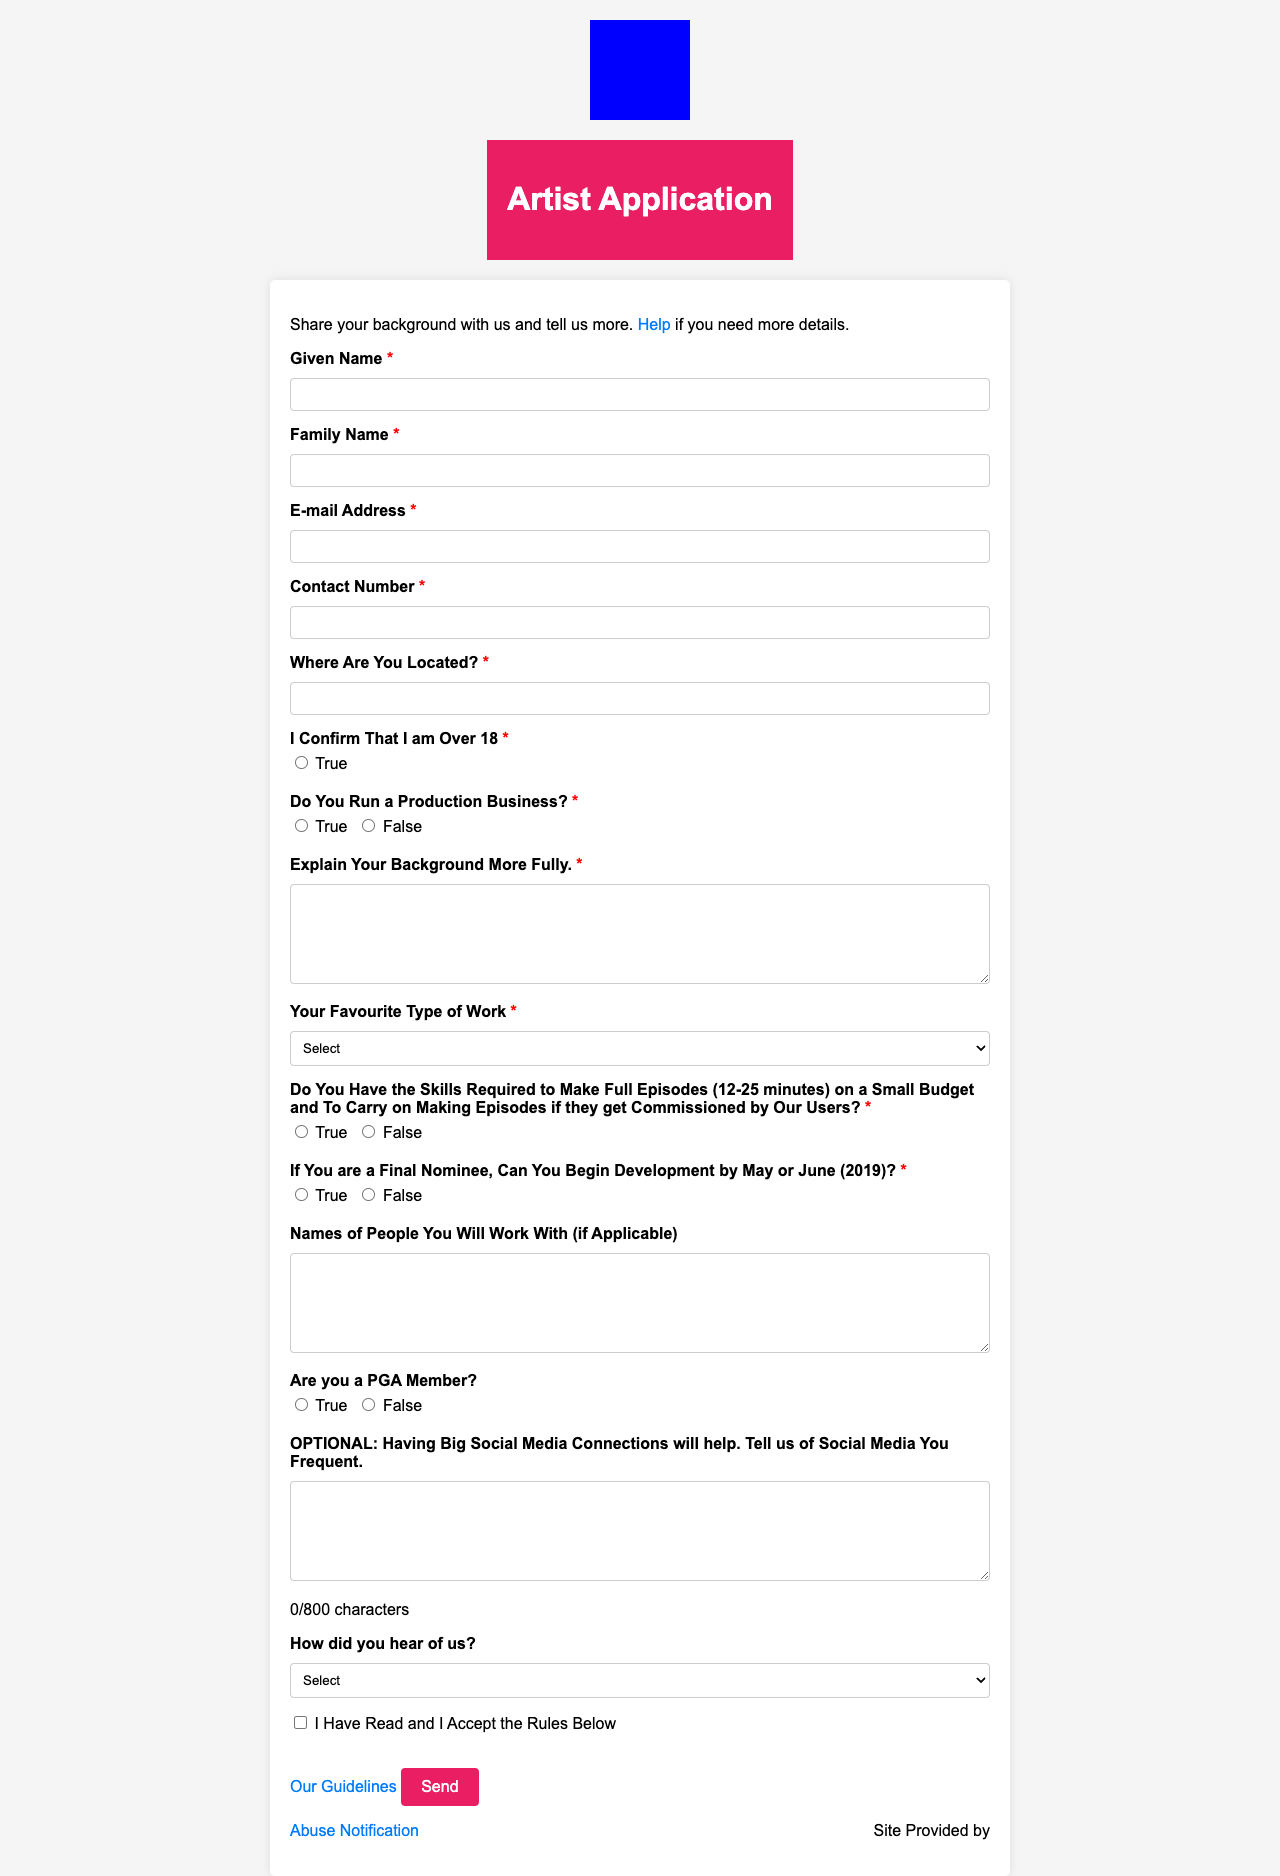 Artist Application
Share your background with us and tell us more. Help if you need more details.
Given Name *
Family Name *
E-mail Address *
Contact Number *
Where Are You Located? *
I Confirm That I am Over 18 *
True
Do You Run a Production Business? *
True False
Explain Your Background More Fully. *
Your Favourite Type of Work *
Select
Do You Have the Skills Required to Make Full Episodes (12-25 minutes) on a Small Budget
and To Carry on Making Episodes if they get Commissioned by Our Users? *
True False
If You are a Final Nominee, Can You Begin Development by May or June (2019)? *
True False
Names of People You Will Work With (if Applicable)
Are you a PGA Member?
True False
OPTIONAL: Having Big Social Media Connections will help. Tell us of Social Media You
Frequent.
0/800 characters
How did you hear of us?
Select
I Have Read and I Accept the Rules Below
Our Guidelines Send
Abuse Notification Site Provided by